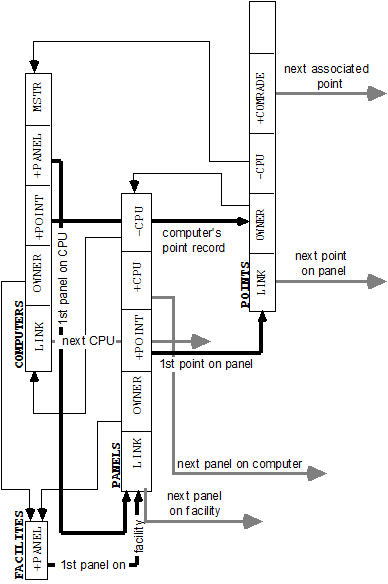 next associated
point
MSTR
+PANEL
+POINT
OWNER
LINK
COMPUTERS
+COMRADE
-CPU
OWNER
LINK
POINTS
-CPU
+CPU
+POINT
OWNER
LINK
PANELS
computer's
point record
next point
on panel
1st panel on CPU
next CPU
1st point on panel
next panel on computer
next panel
on facility
+PANEL
FACILITES
1st panel on
facility